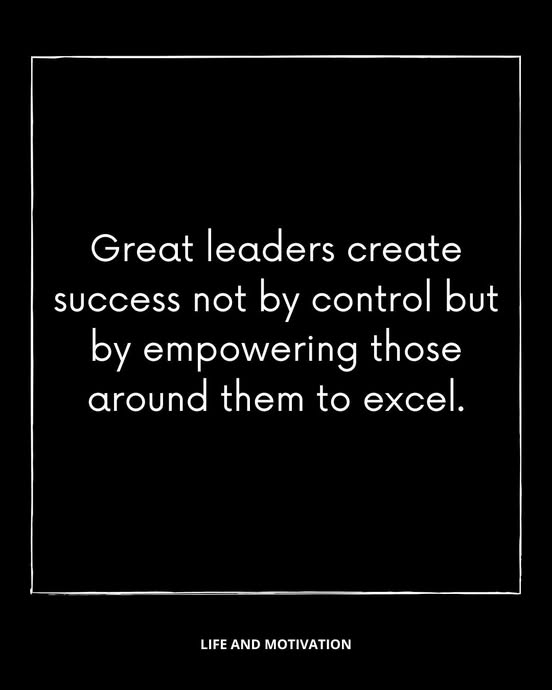 Great leaders create
success not by control but
by empowering those
around them to excel.
LIFE AND MOTIVATION